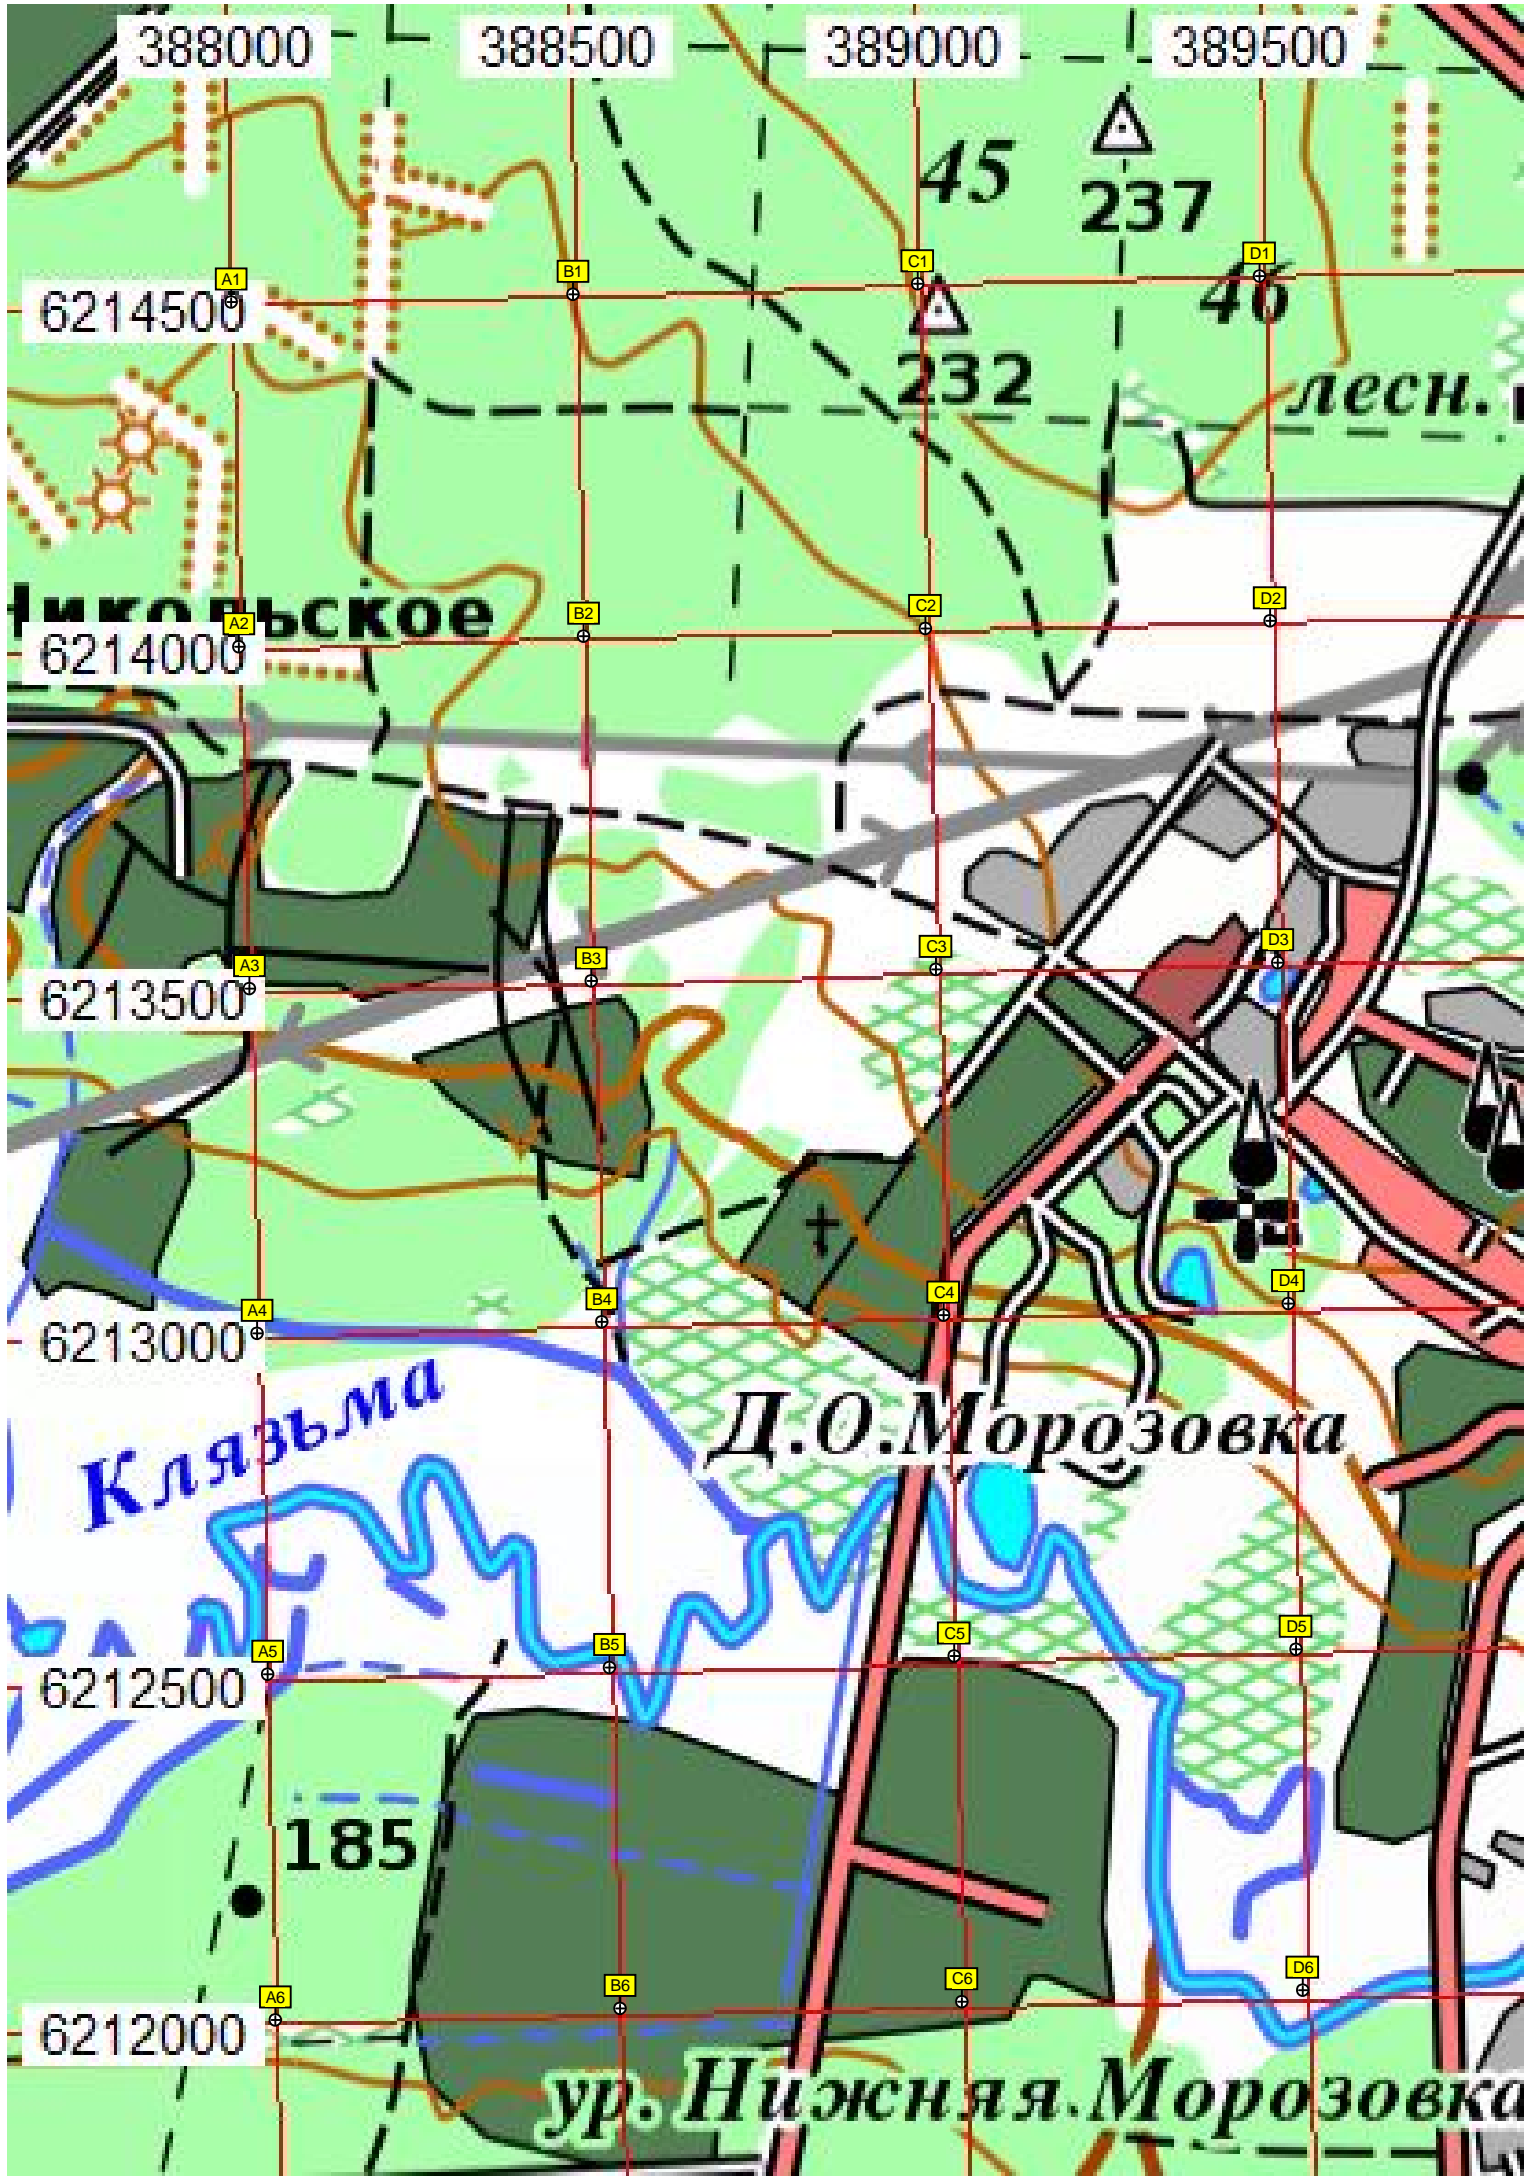 388000 388500 389000 389500
45
237
A1 B1 C1 D1
46
6214500
232
лесн.
Никольское
A2 B2 C2 D2
6214000
A3 B3 C3 D3
6213500
A4 B4 C4 D4
6213000
Клязьма
Д.О.Морозовка
A5 B5 C5 D5
6212500
185
A6 B6 C6 D6
6212000
ур. Нижняя Морозовка